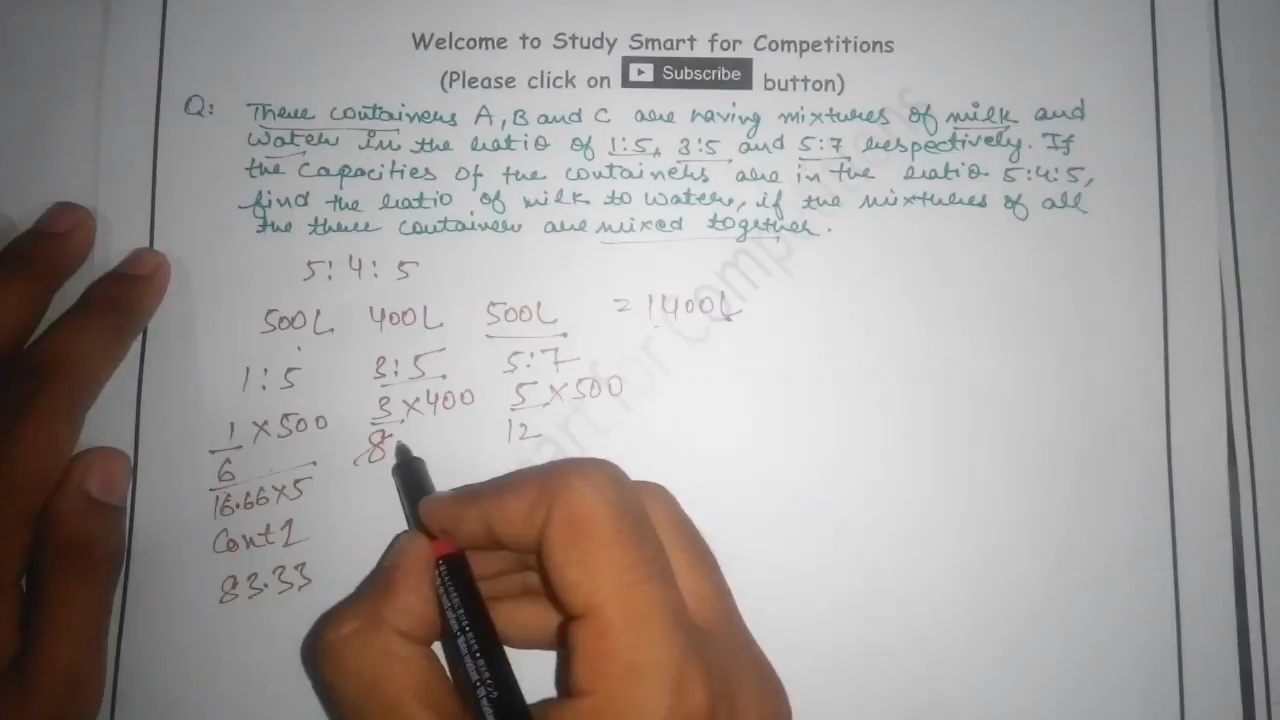 Welcome to Study Smart for Competitions
(Please click on Subscribe button)
Q: Three containers A, B and C are having mixtures of milk and
water in the ratio of 1:5, 3:5 and 5:7 respectively. If
the capacities of the containers are in the ratio 5:4:5,
find the ratio of milk to water, if the mixtures of all
the three containers are mixed together.
5:4:5
500L 400L 500L = 1400L
1:5 3:5 5:7
1/6 × 500 3/8 × 400 5/12 × 500
16.66×5
Cont 1
83.33